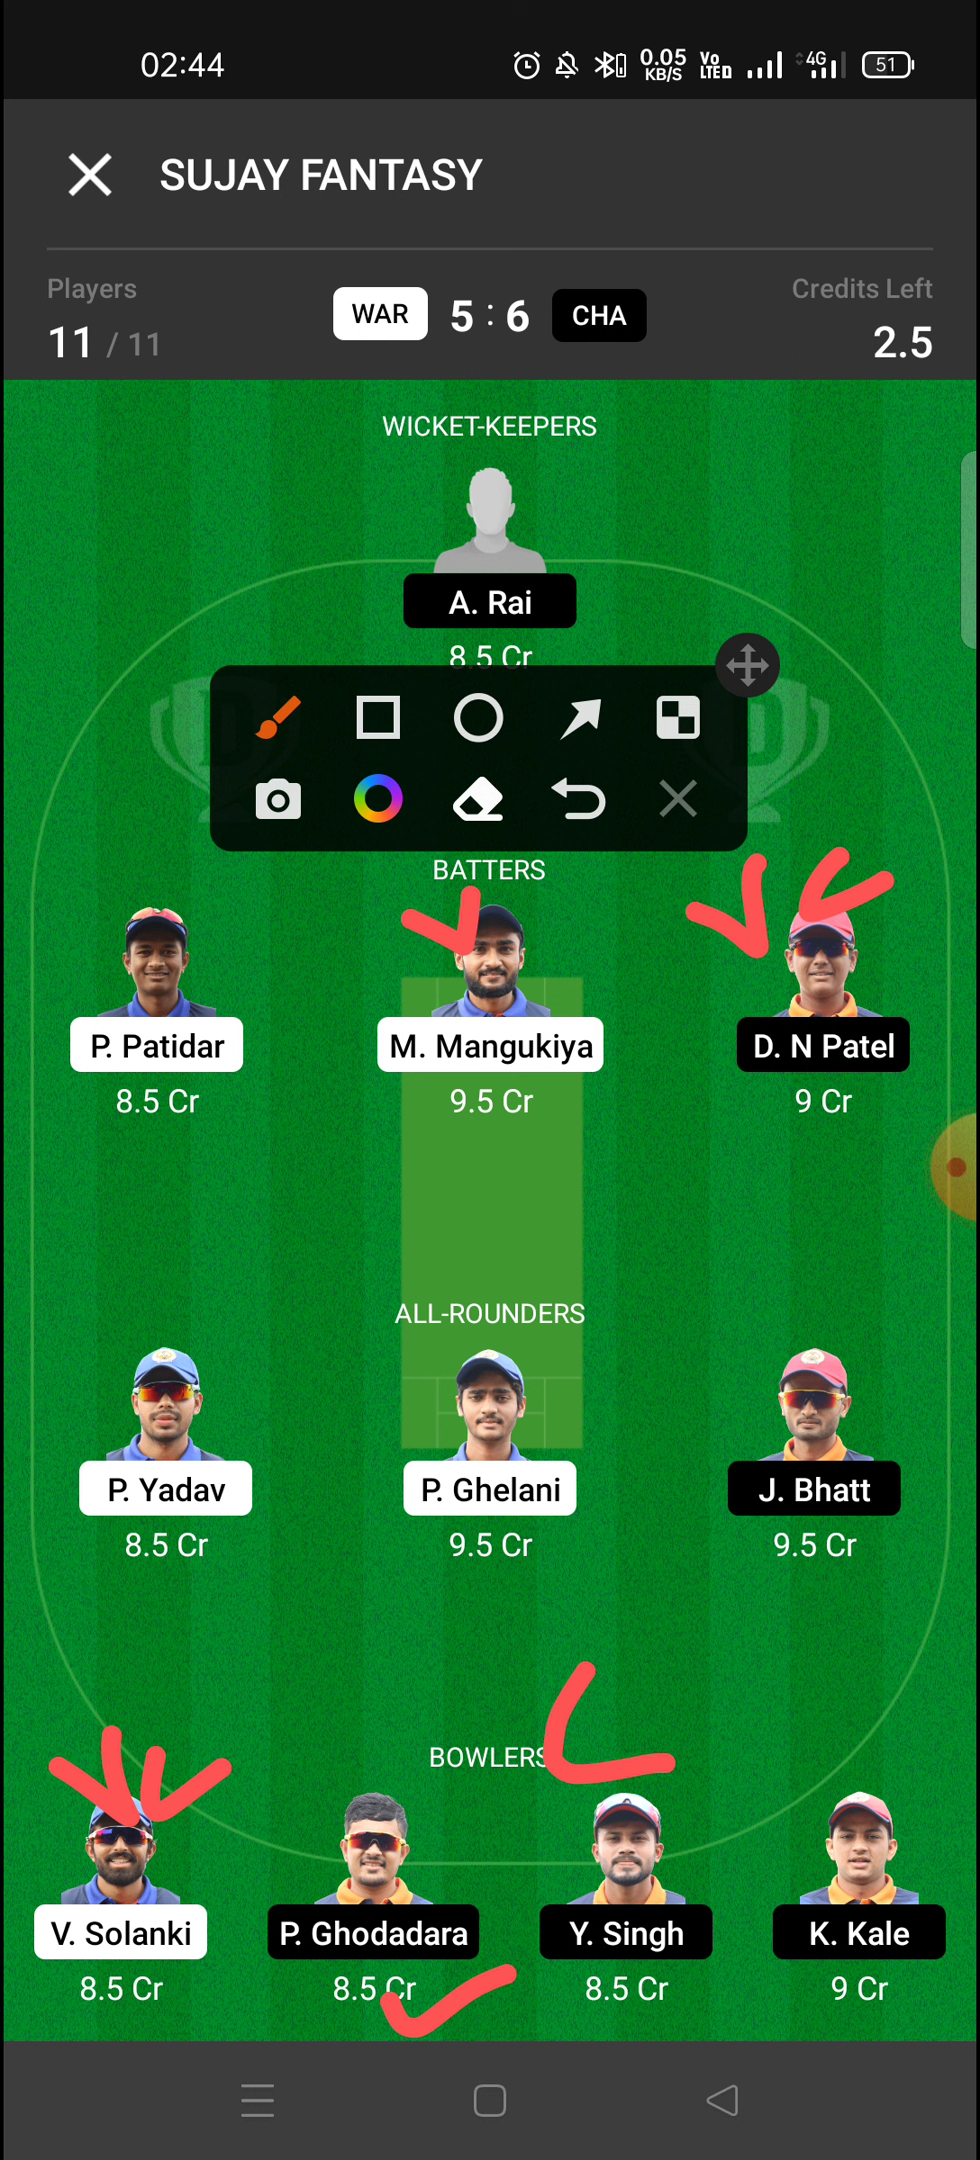 02:44
0.05 KB/S
Vo LTED
4G
51
SUJAY FANTASY
Players
11 / 11
WAR 5 : 6 CHA
Credits Left
2.5
WICKET-KEEPERS
A. Rai
8.5 Cr
BATTERS
P. Patidar M. Mangukiya D. N Patel
8.5 Cr 9.5 Cr 9 Cr
ALL-ROUNDERS
P. Yadav P. Ghelani J. Bhatt
8.5 Cr 9.5 Cr 9.5 Cr
BOWLERS
V. Solanki P. Ghodadara Y. Singh K. Kale
8.5 Cr 8.5 Cr 8.5 Cr 9 Cr